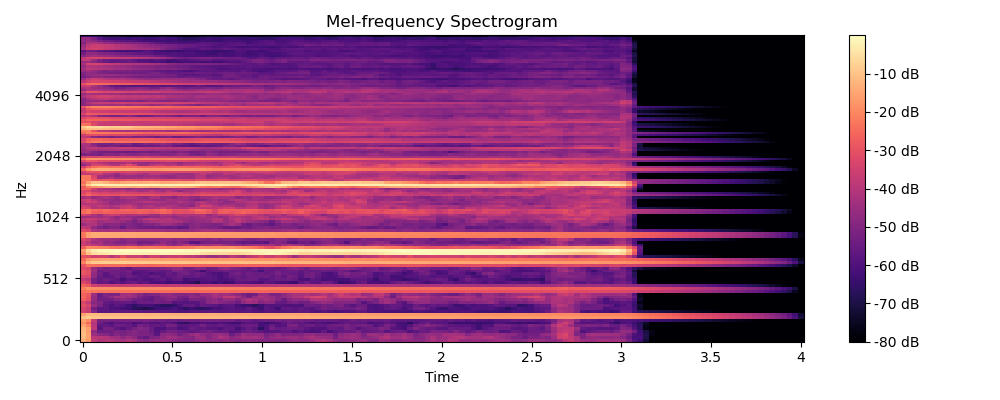 Mel-frequency Spectrogram
Hz
4096
2048
1024
512
0
0 0.5 1 1.5 2 2.5 3 3.5 4
Time
-10 dB
-20 dB
-30 dB
-40 dB
-50 dB
-60 dB
-70 dB
-80 dB